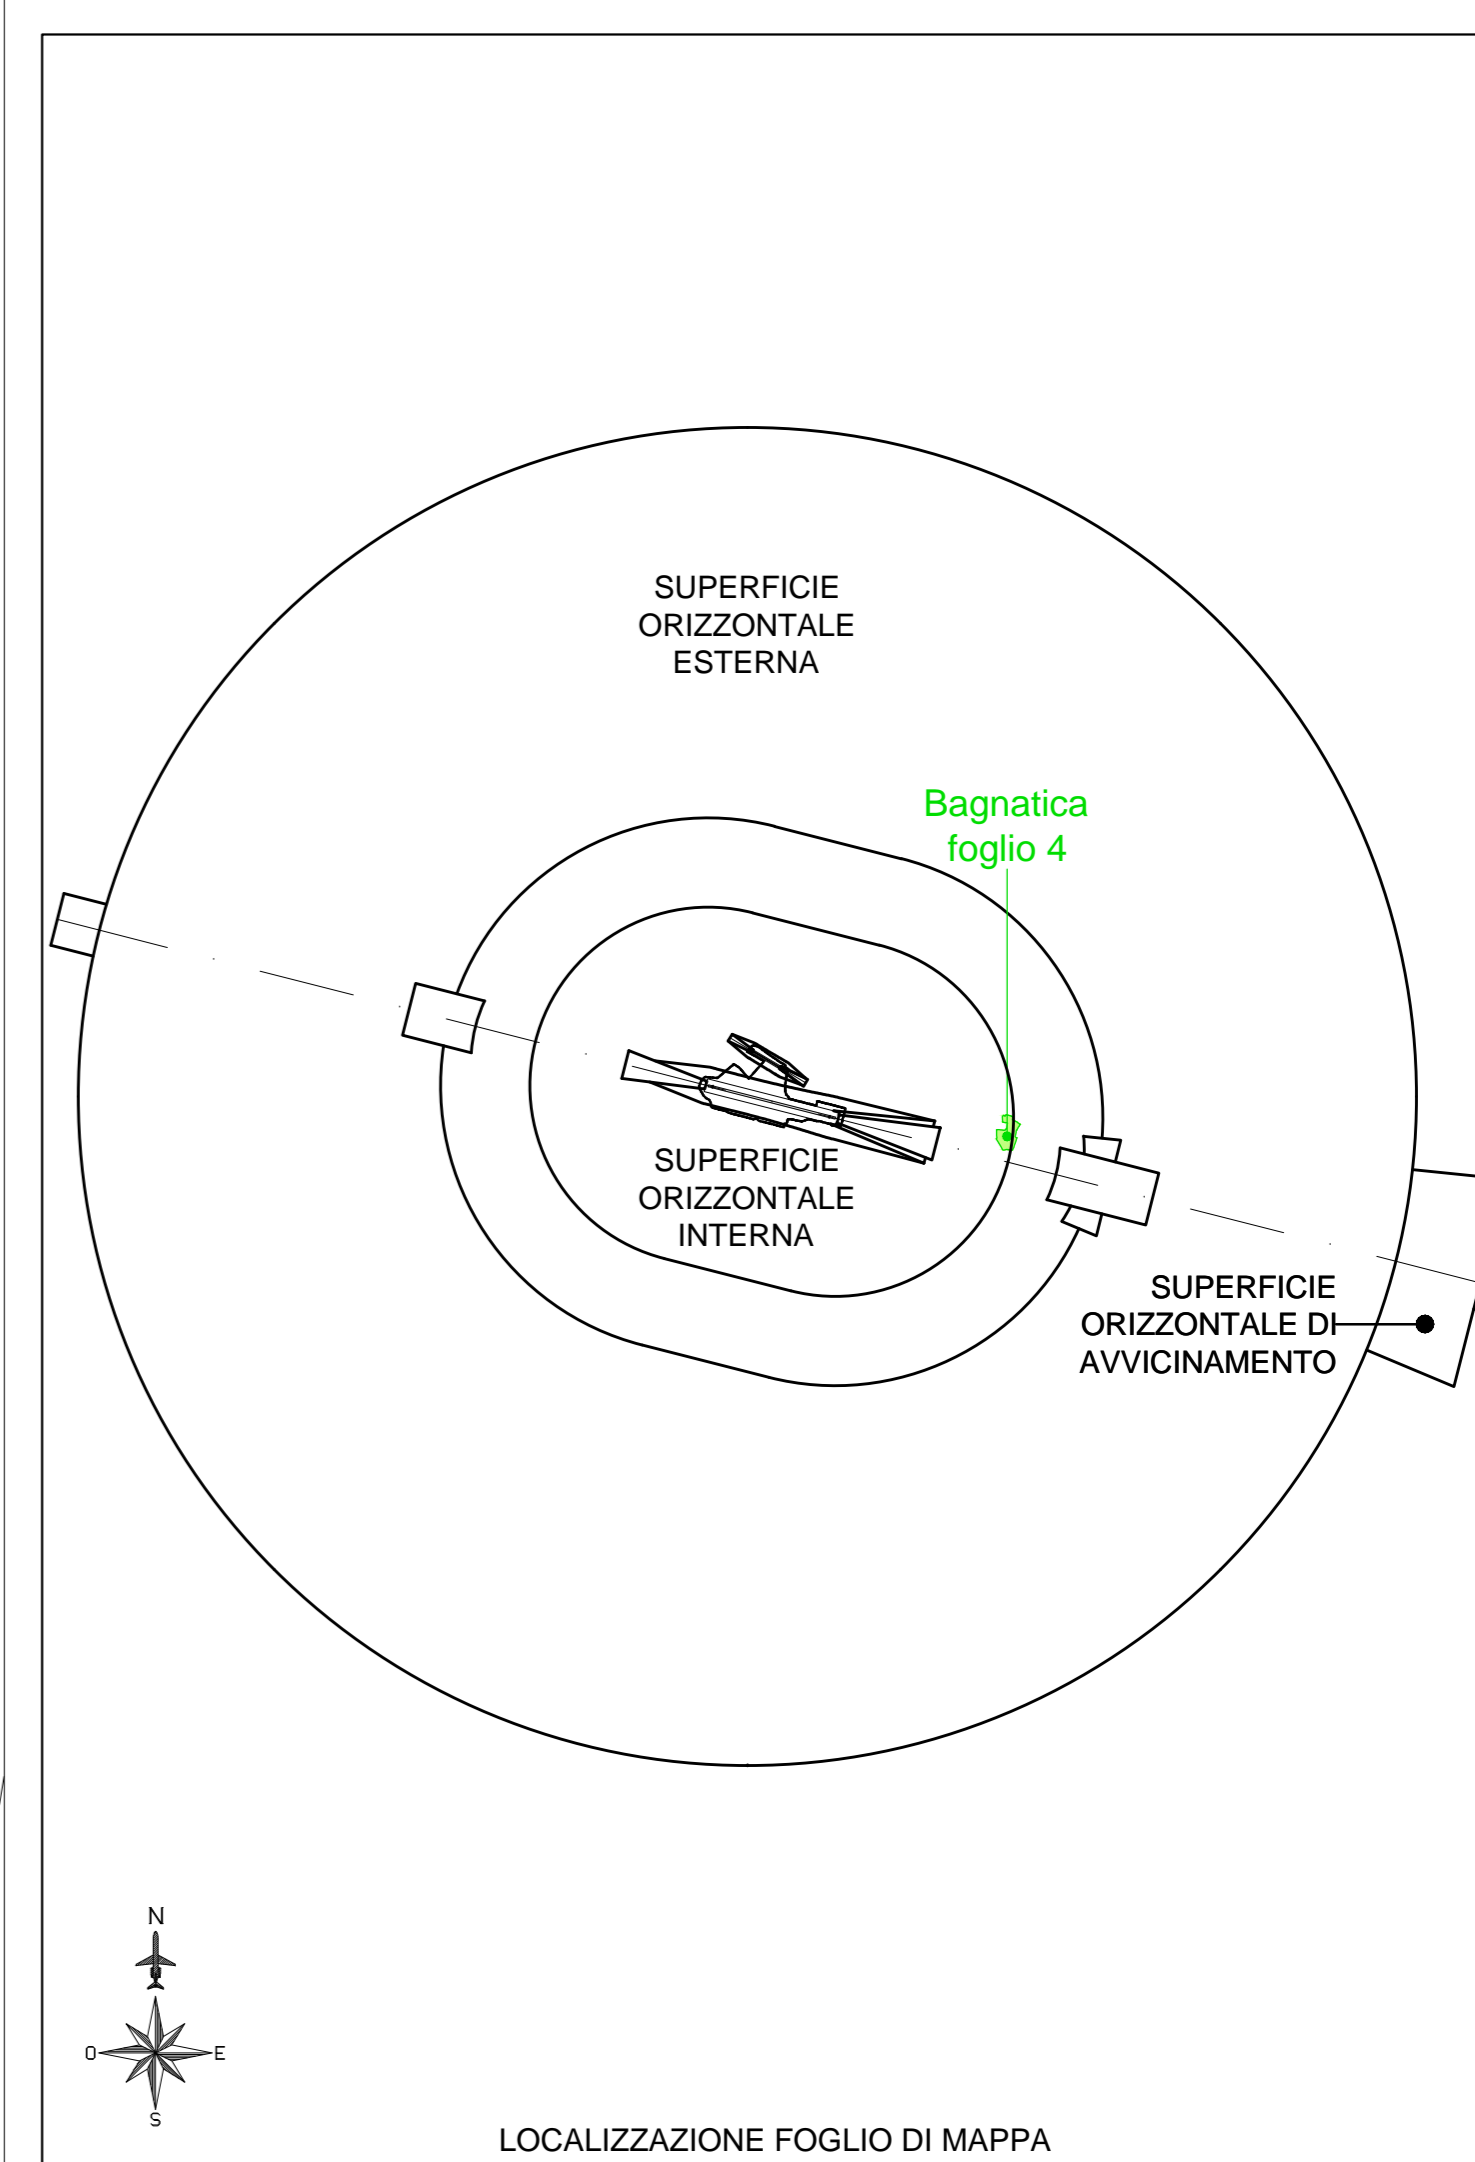 SUPERFICIE
ORIZZONTALE
ESTERNA
Bagnatica
foglio 4
SUPERFICIE
ORIZZONTALE
INTERNA
SUPERFICIE
ORIZZONTALE DI
AVVICINAMENTO
N
O
E
S
LOCALIZZAZIONE FOGLIO DI MAPPA